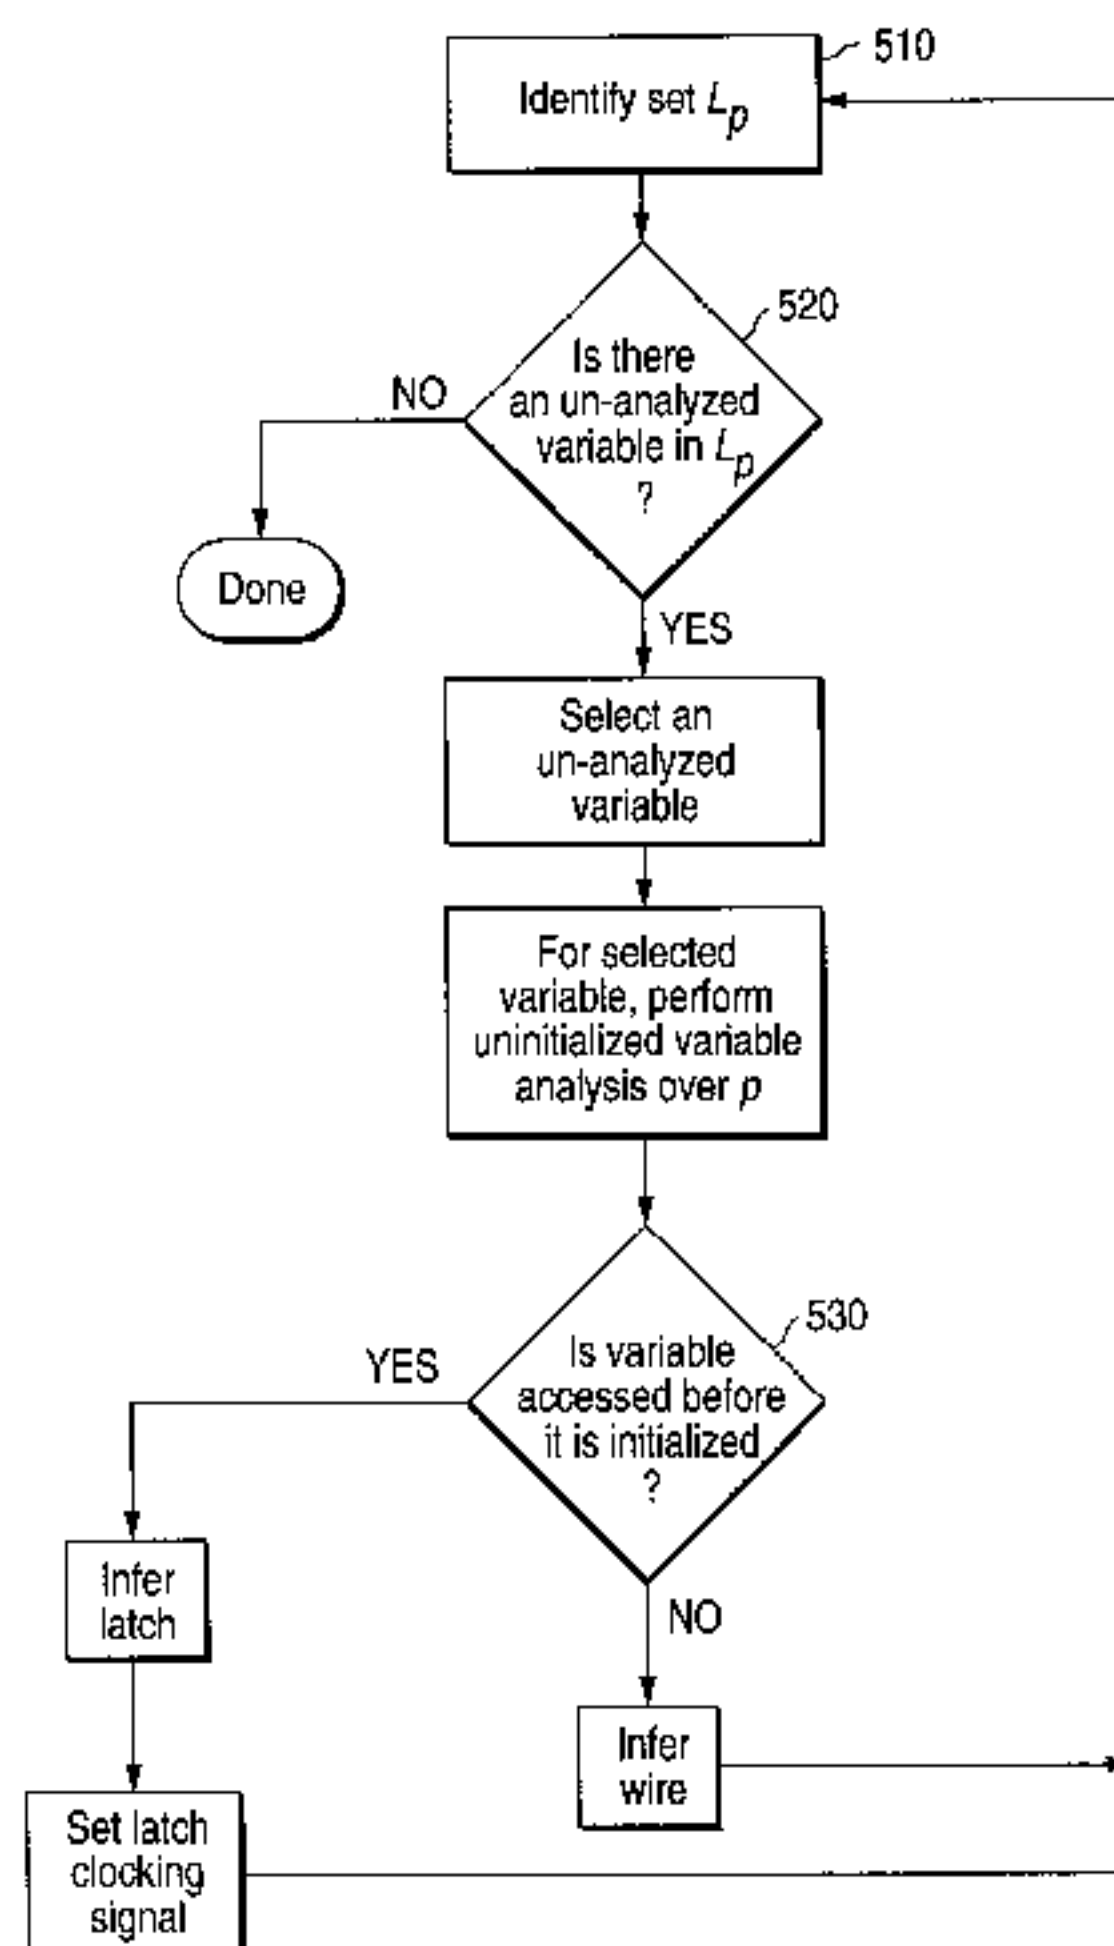 510
Identify set Lp
520
Is there
an un-analyzed
variable in Lp
?
NO
Done
YES
Select an
un-analyzed
variable
For selected
variable, perform
uninitialized variable
analysis over p
530
Is variable
accessed before
it is initialized
?
YES
Infer
latch
NO
Infer
wire
Set latch
clocking
signal